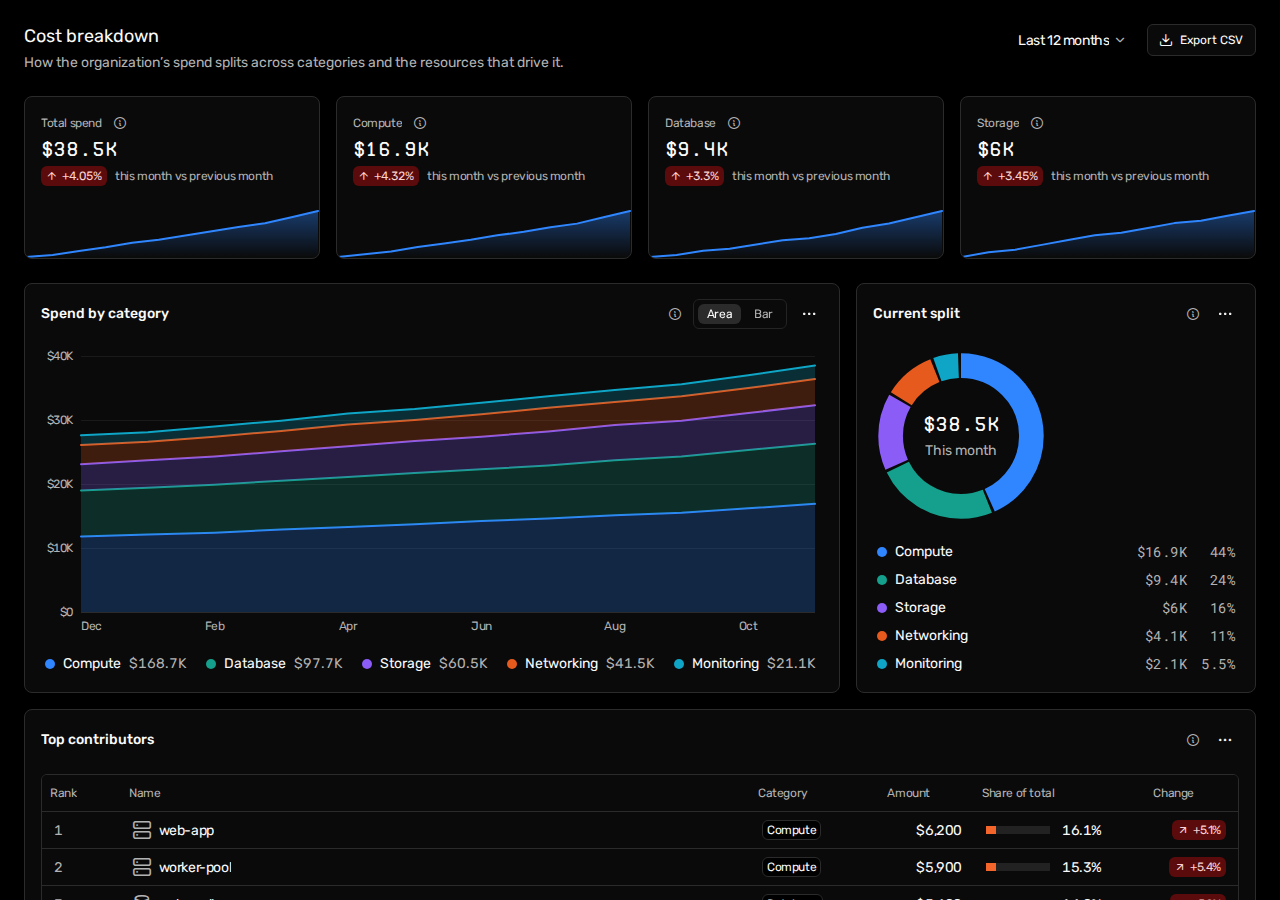 Cost breakdown
How the organization's spend splits across categories and the resources that drive it.
Last 12 months
Export CSV
Total spend
$38.5K
+4.05% this month vs previous month
Compute
$16.9K
+4.32% this month vs previous month
Database
$9.4K
+3.3% this month vs previous month
Storage
$6K
+3.45% this month vs previous month
Spend by category
Area Bar
$40K
$30K
$20K
$10K
$0
Dec Feb Apr Jun Aug Oct
Compute $168.7K Database $97.7K Storage $60.5K Networking $41.5K Monitoring $21.1K
Current split
$38.5K
This month
Compute $16.9K 44%
Database $9.4K 24%
Storage $6K 16%
Networking $4.1K 11%
Monitoring $2.1K 5.5%
Top contributors
Rank Name Category Amount Share of total Change
1 web-app Compute $6,200 16.1% +5.1%
2 worker-pool Compute $5,900 15.3% +5.4%